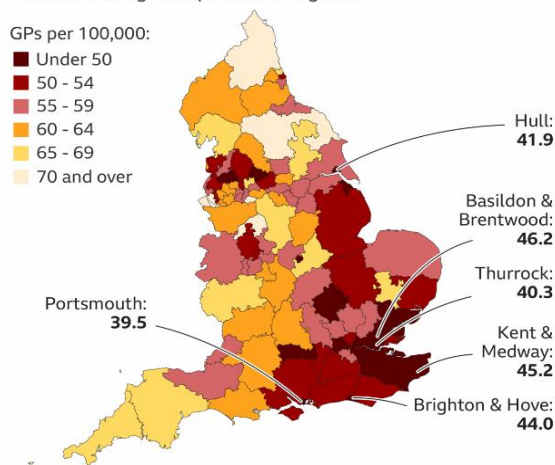 GPs per 100,000:
Under 50
50 - 54
55 - 59
60 - 64
65 - 69
70 and over
Hull:
41.9
Basildon &
Brentwood:
46.2
Thurrock:
40.3
Portsmouth:
39.5
Kent &
Medway:
45.2
Brighton & Hove:
44.0